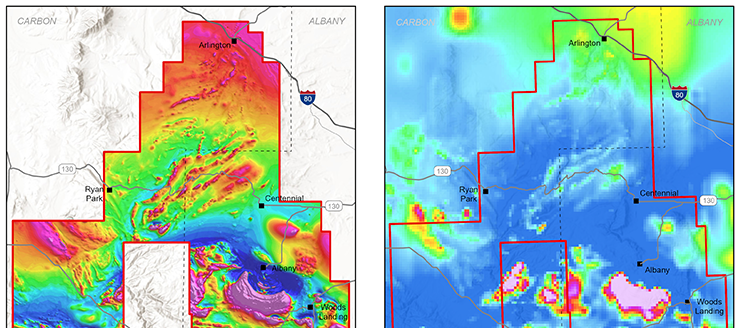 CARBON
ALBANY
Arlington
80
130
Ryan
Park
Centennial
130
Albany
Woods
Landing
CARBON
ALBANY
Arlington
80
130
Ryan
Park
Centennial
130
Albany
Woods
Landing